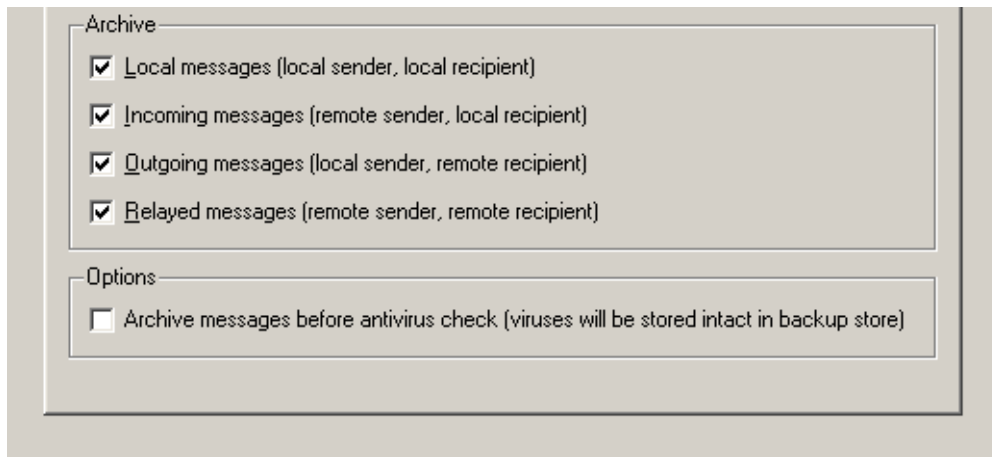 Archive
Local messages (local sender, local recipient)
Incoming messages (remote sender, local recipient)
Outgoing messages (local sender, remote recipient)
Relayed messages (remote sender, remote recipient)
Options
Archive messages before antivirus check (viruses will be stored intact in backup store)